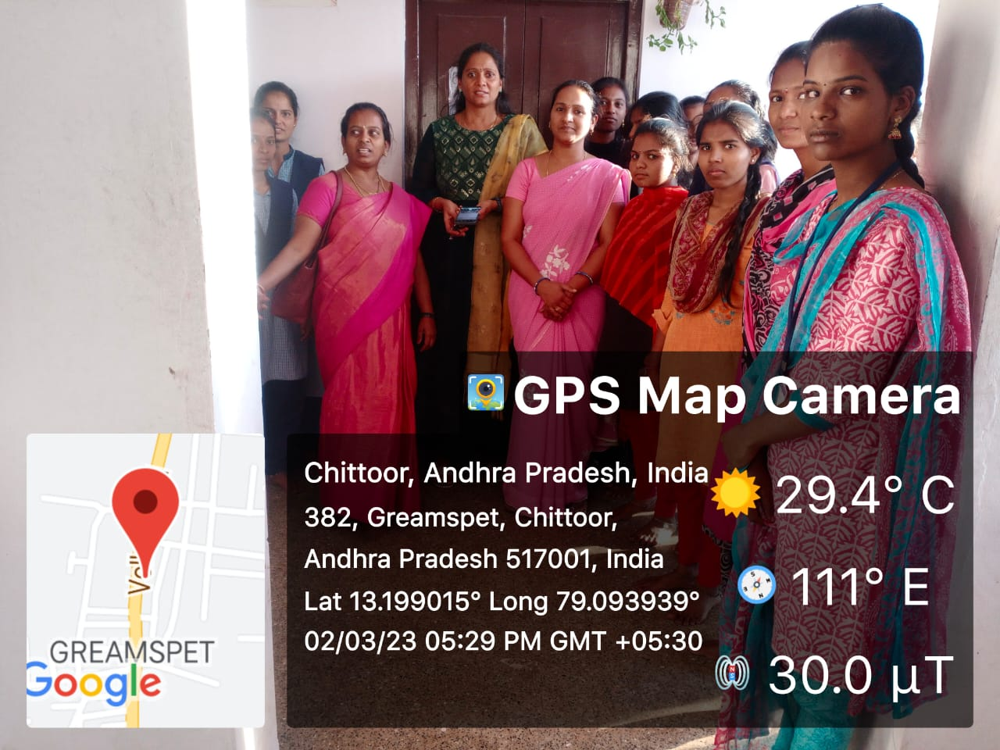 GPS Map Camera
Chittoor, Andhra Pradesh, India
382, Greamspet, Chittoor,
Andhra Pradesh 517001, India
Lat 13.199015° Long 79.093939°
02/03/23 05:29 PM GMT +05:30
29.4° C
111° E
30.0 µT
GREAMSPET
Google